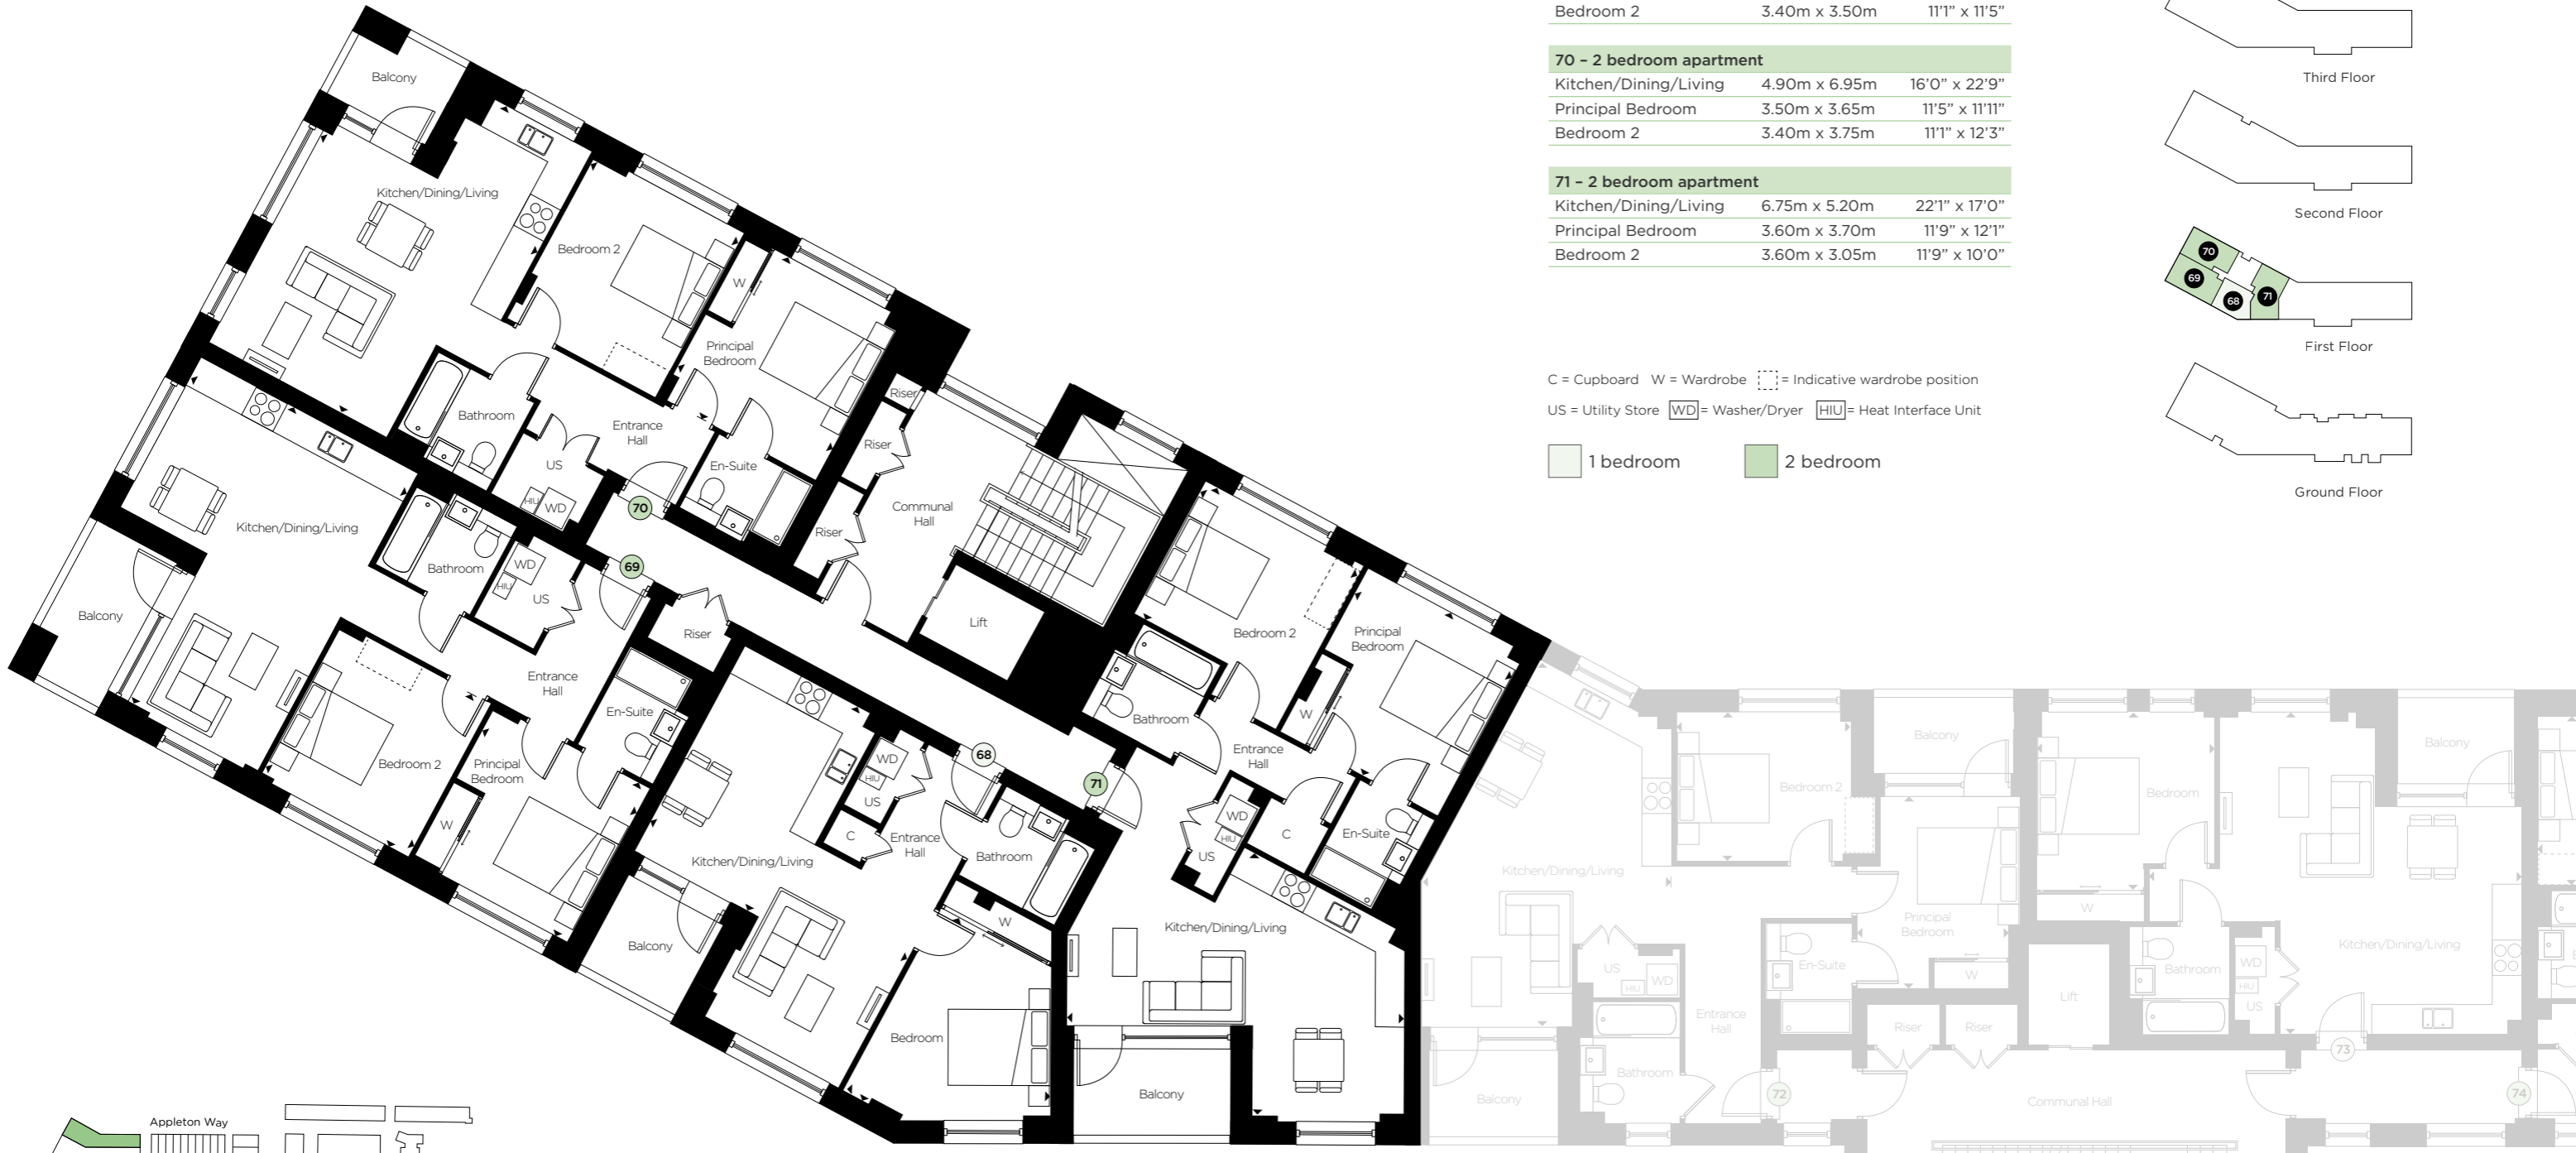 Bedroom 2 3.40m x 3.50m 11'1” x 11'5”
70 – 2 bedroom apartment
Kitchen/Dining/Living 4.90m x 6.95m 16'0” x 22'9”
Principal Bedroom 3.50m x 3.65m 11'5” x 11'11”
Bedroom 2 3.40m x 3.75m 11'1” x 12'3”
71 – 2 bedroom apartment
Kitchen/Dining/Living 6.75m x 5.20m 22'1” x 17'0”
Principal Bedroom 3.60m x 3.70m 11'9” x 12'1”
Bedroom 2 3.60m x 3.05m 11'9” x 10'0”
C = Cupboard W = Wardrobe = Indicative wardrobe position
US = Utility Store WD = Washer/Dryer HIU = Heat Interface Unit
1 bedroom 2 bedroom
Third Floor
Second Floor
70
69
68
71
First Floor
Ground Floor
Balcony
Kitchen/Dining/Living
Bedroom 2
W
Principal
Bedroom
Bathroom
Entrance
Hall
US
HIU
WD
En-Suite
70
Riser
Riser
Riser
Communal
Hall
Lift
Kitchen/Dining/Living
Balcony
Bathroom
WD
HIU
US
69
Riser
Entrance
Hall
En-Suite
Bedroom 2
Principal
Bedroom
W
Kitchen/Dining/Living
WD
HIU
US
C
68
Entrance
Hall
Bathroom
W
Balcony
Bedroom
71
Bedroom 2
Principal
Bedroom
W
Bathroom
Entrance
Hall
WD
HIU
US
C
En-Suite
Kitchen/Dining/Living
Balcony
Kitchen/Dining/Living
Bedroom 2
Balcony
Principal
Bedroom
W
En-Suite
US
HIU
WD
Entrance
Hall
Bathroom
Balcony
72
Riser
Riser
Lift
Communal Hall
Bedroom
W
Bathroom
WD
HIU
US
Kitchen/Dining/Living
Balcony
73
74
Appleton Way